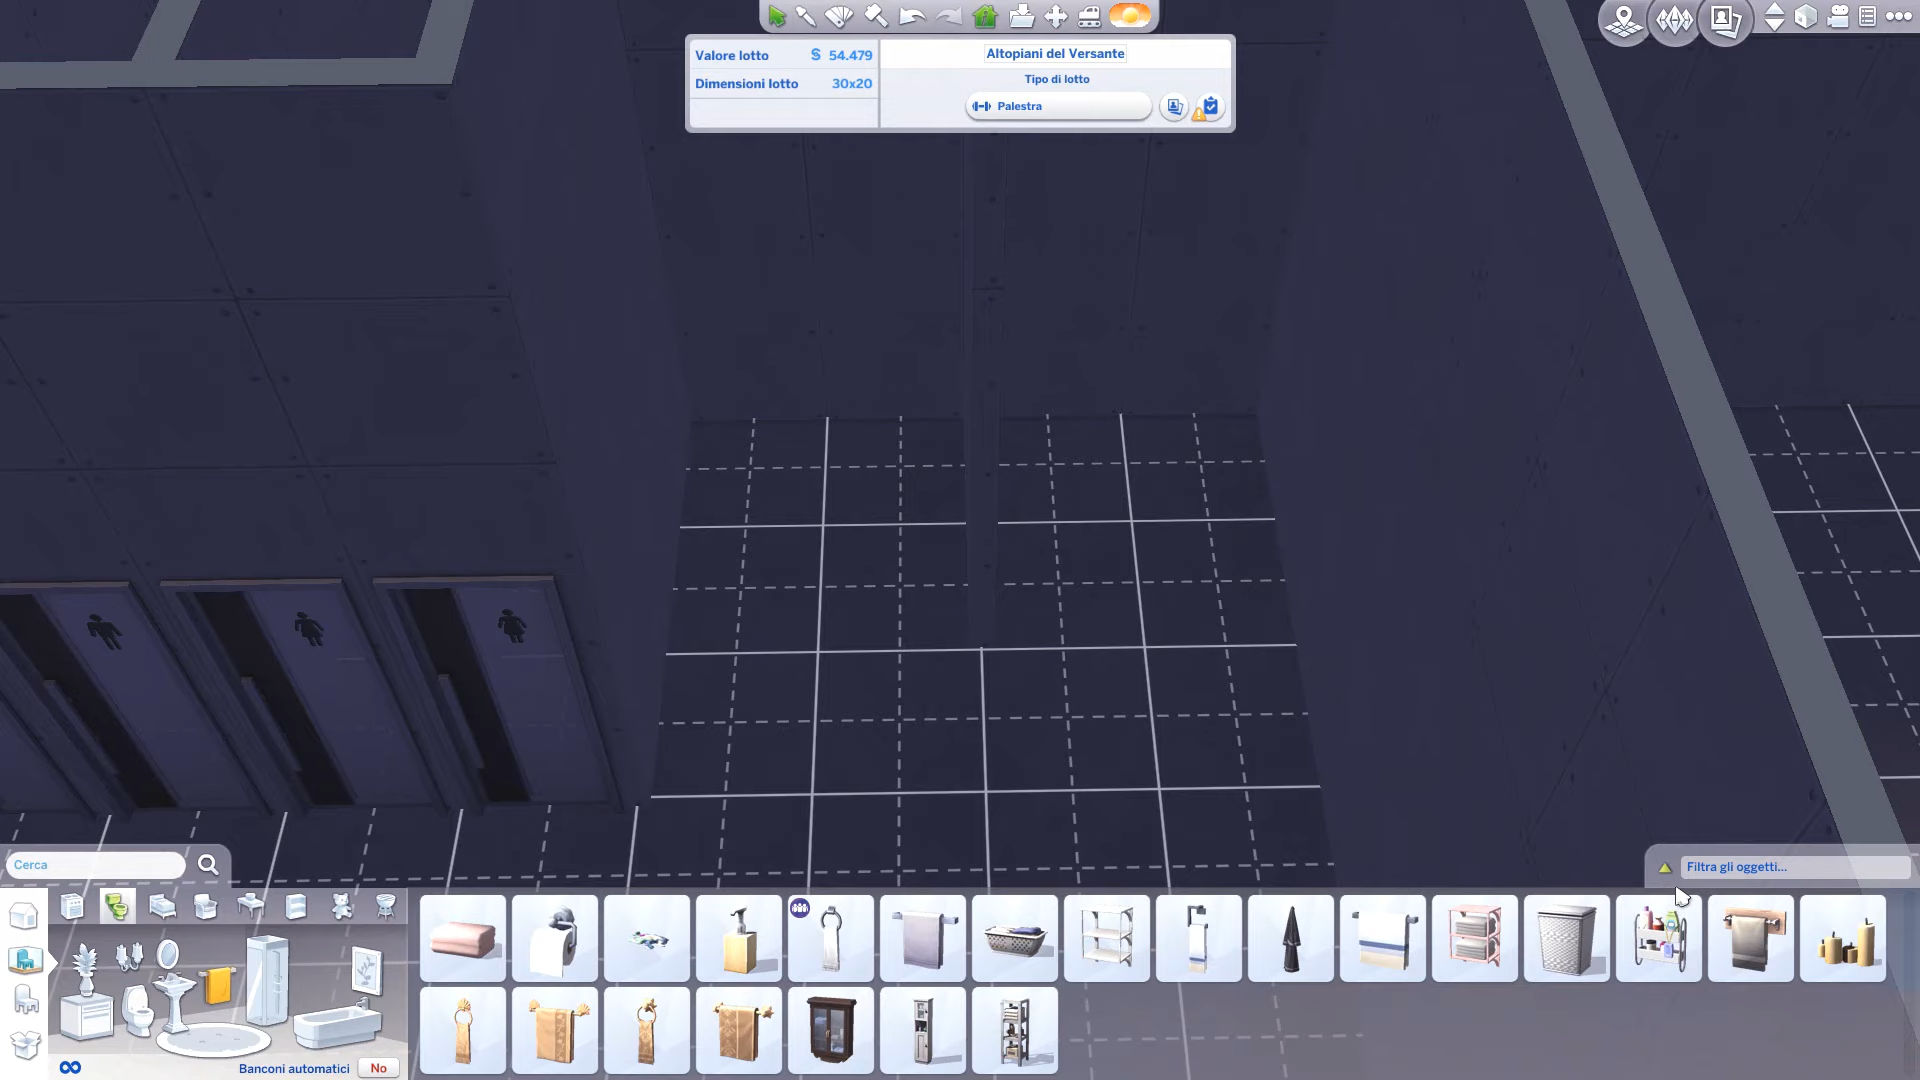 Valore lotto § 54.479
Dimensioni lotto 30x20
Altopiani del Versante
Tipo di lotto
Palestra
Cerca
Filtra gli oggetti...
Banconi automatici No